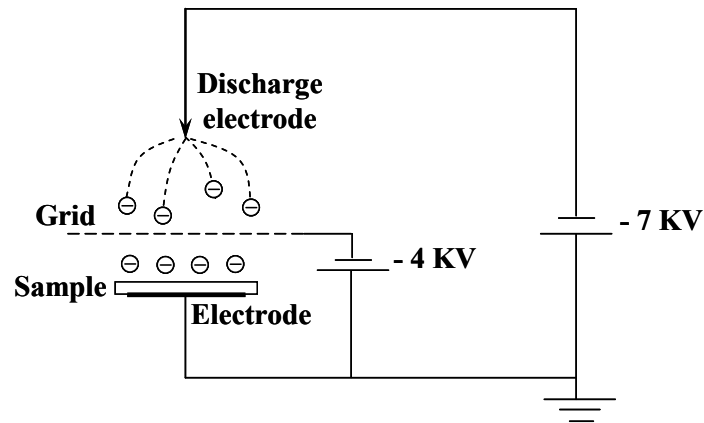 Discharge
electrode
Grid
- 7 KV
- 4 KV
Sample
Electrode